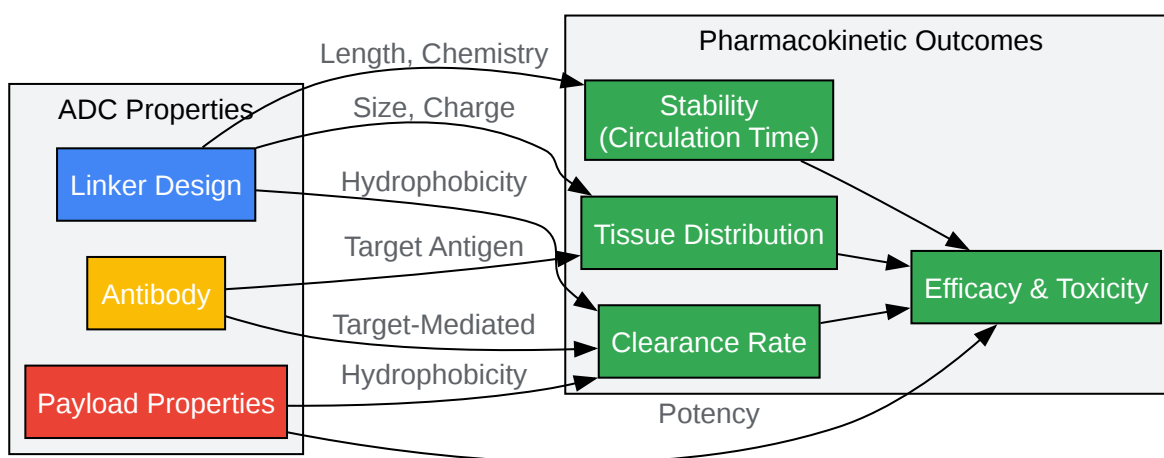 Pharmacokinetic Outcomes
Length, Chemistry
ADC Properties
Size, Charge
Stability
(Circulation Time)
Linker Design
Hydrophobicity
Target Antigen
Tissue Distribution
Antibody
Efficacy & Toxicity
Target-Mediated
Clearance Rate
Hydrophobicity
Payload Properties
Potency